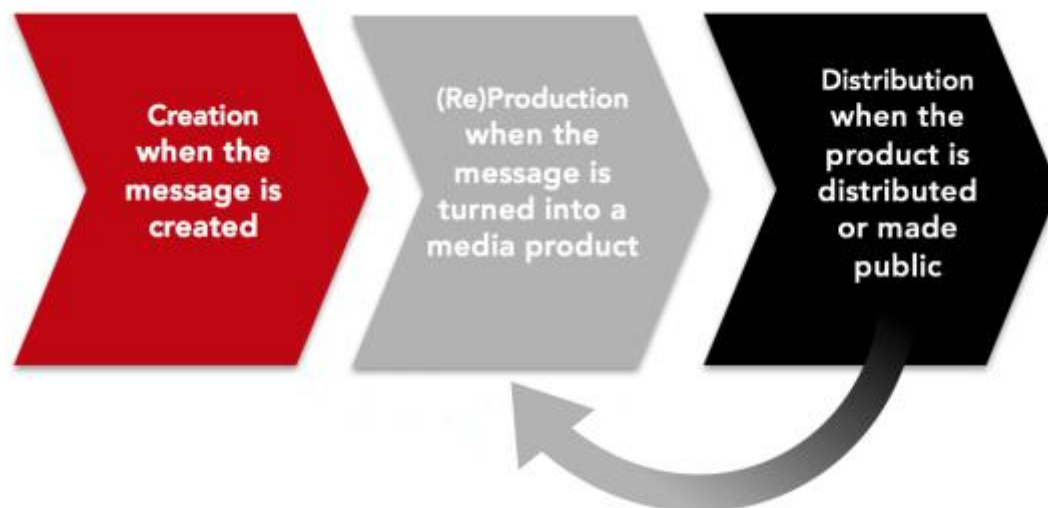 Creation
when the
message is
created
(Re)Production
when the
message is
turned into a
media product
Distribution
when the
product is
distributed
or made
public